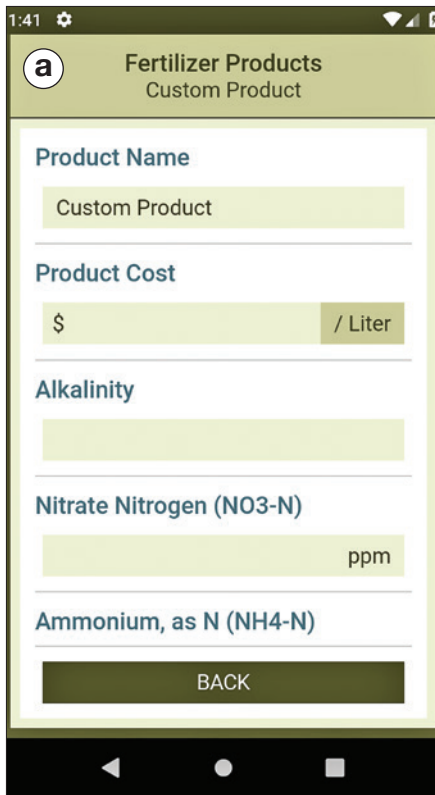 1:41
a
Fertilizer Products
Custom Product
Product Name
Custom Product
Product Cost
$ / Liter
Alkalinity
Nitrate Nitrogen (NO3-N)
ppm
Ammonium, as N (NH4-N)
BACK